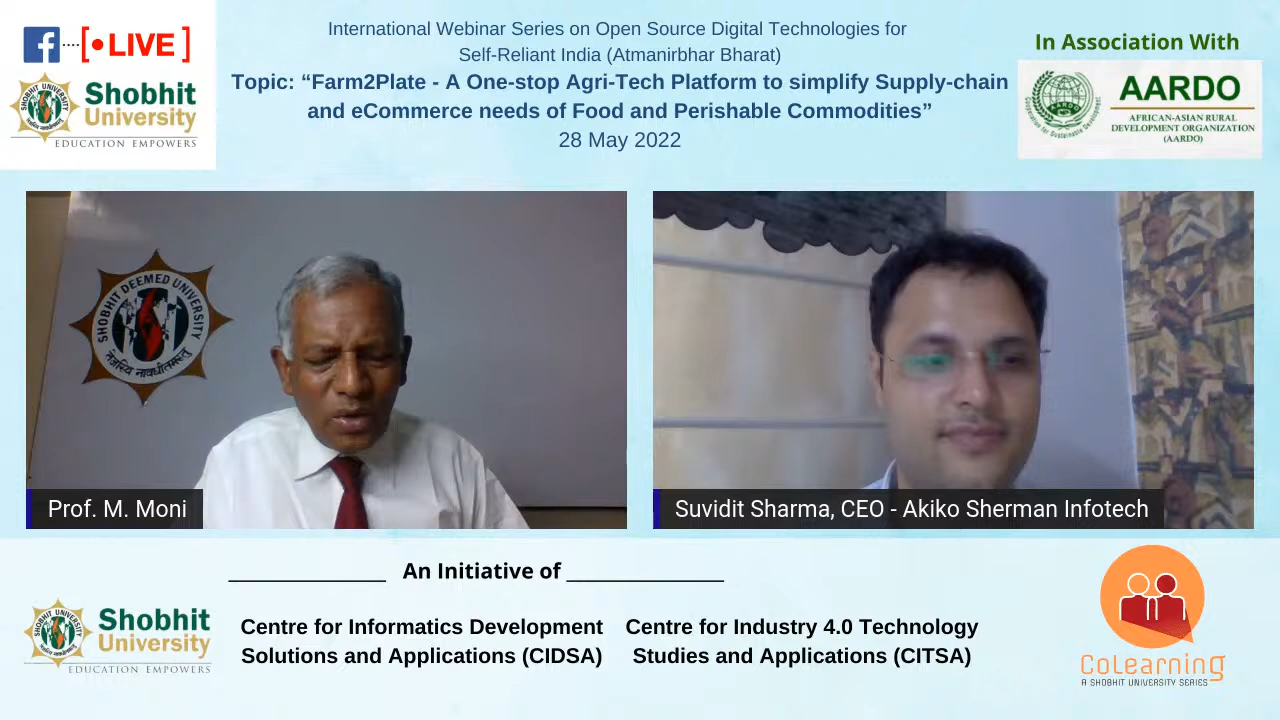 LIVE
Shobhit
University
EDUCATION EMPOWERS
International Webinar Series on Open Source Digital Technologies for
Self-Reliant India (Atmanirbhar Bharat)
Topic: “Farm2Plate - A One-stop Agri-Tech Platform to simplify Supply-chain
and eCommerce needs of Food and Perishable Commodities”
28 May 2022
In Association With
AARDO
AARDO
AFRICAN-ASIAN RURAL
DEVELOPMENT ORGANIZATION
(AARDO)
SHOBHIT DEEMED UNIVERSITY
तेजस्वि नावधीतमस्तु
Prof. M. Moni
Suvidit Sharma, CEO - Akiko Sherman Infotech
An Initiative of
Shobhit
University
EDUCATION EMPOWERS
Centre for Informatics Development
Solutions and Applications (CIDSA)
Centre for Industry 4.0 Technology
Studies and Applications (CITSA)
CoLearning
A SHOBHIT UNIVERSITY SERIES